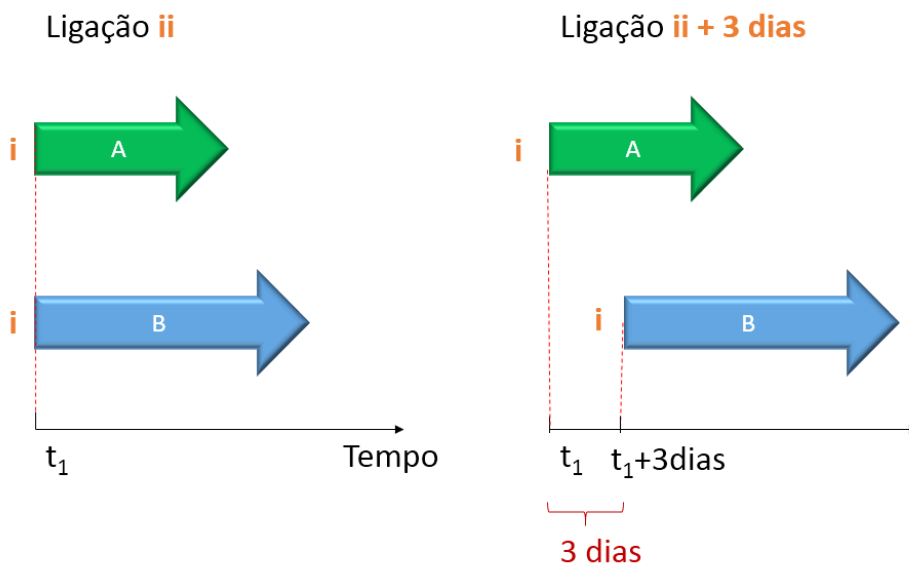 Ligação ii
i
A
i
B
t₁
Tempo
Ligação ii + 3 dias
i
A
i
B
t₁
t₁+3dias
3 dias